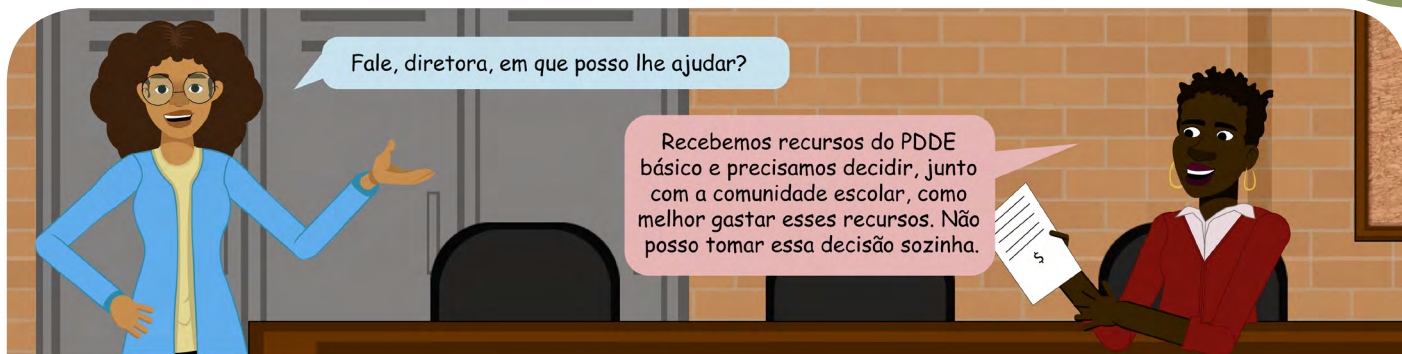 Fale, diretora, em que posso lhe ajudar?
Recebemos recursos do PDDE
básico e precisamos decidir, junto
com a comunidade escolar, como
melhor gastar esses recursos. Não
posso tomar essa decisão sozinha.
$